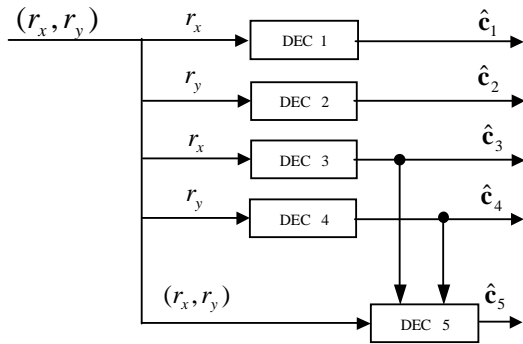 (r_x, r_y)
r_x
DEC 1
ĉ_1
r_y
DEC 2
ĉ_2
r_x
DEC 3
ĉ_3
r_y
DEC 4
ĉ_4
(r_x, r_y)
DEC 5
ĉ_5